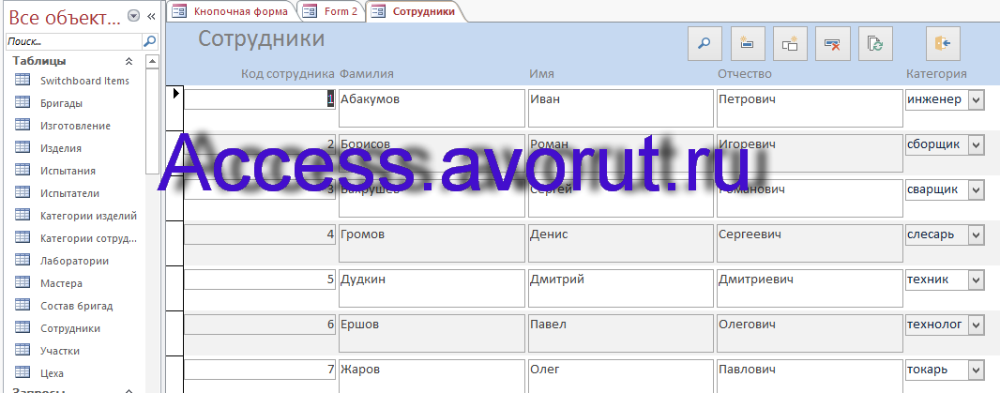 Все объект...
Поиск...
Таблицы
Switchboard Items
Бригады
Изготовление
Изделия
Испытания
Испытатели
Категории изделий
Категории сотруд...
Лаборатории
Мастера
Состав бригад
Сотрудники
Участки
Цеха
Запросы
Кнопочная форма Form 2 Сотрудники
Сотрудники
Код сотрудника Фамилия Имя Отчество Категория
1 Абакумов Иван Петрович инженер
2 Борисов Роман Игоревич сборщик
Access.avorut.ru
3 Вахрушев Сергей Романович сварщик
4 Громов Денис Сергеевич слесарь
5 Дудкин Дмитрий Дмитриевич техник
6 Ершов Павел Олегович технолог
7 Жаров Олег Павлович токарь